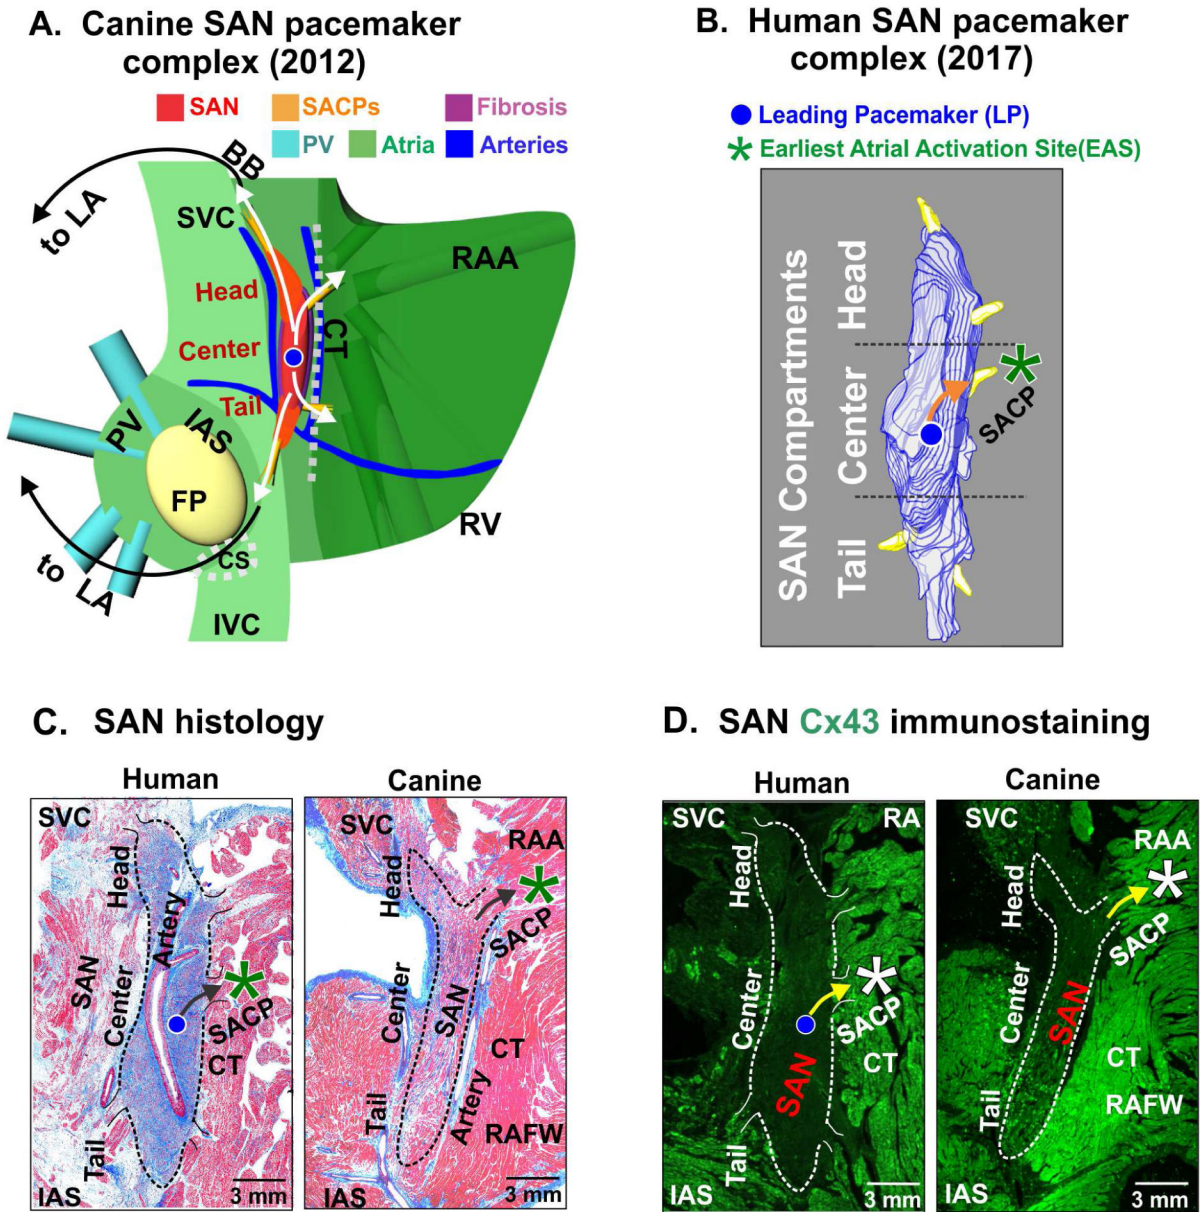 A. Canine SAN pacemaker
complex (2012)
SAN
SACPs
Fibrosis
PV
Atria
Arteries
BB
to LA
SVC
RAA
Head
Center
CT
Tail
PV
IAS
FP
RV
CS
to LA
IVC
B. Human SAN pacemaker
complex (2017)
Leading Pacemaker (LP)
Earliest Atrial Activation Site(EAS)
SAN Compartments
Head
Center
Tail
SACP
C. SAN histology
Human
SVC
Head
Artery
SAN
Center
SACP
CT
Tail
IAS
3 mm
Canine
SVC
RAA
Head
SACP
Center
SAN
CT
Tail
Artery
RAFW
IAS
3 mm
D. SAN Cx43 immunostaining
Human
SVC
RA
Head
Center
SACP
SAN
CT
Tail
IAS
3 mm
Canine
SVC
RAA
Head
SACP
Center
SAN
CT
Tail
RAFW
IAS
3 mm